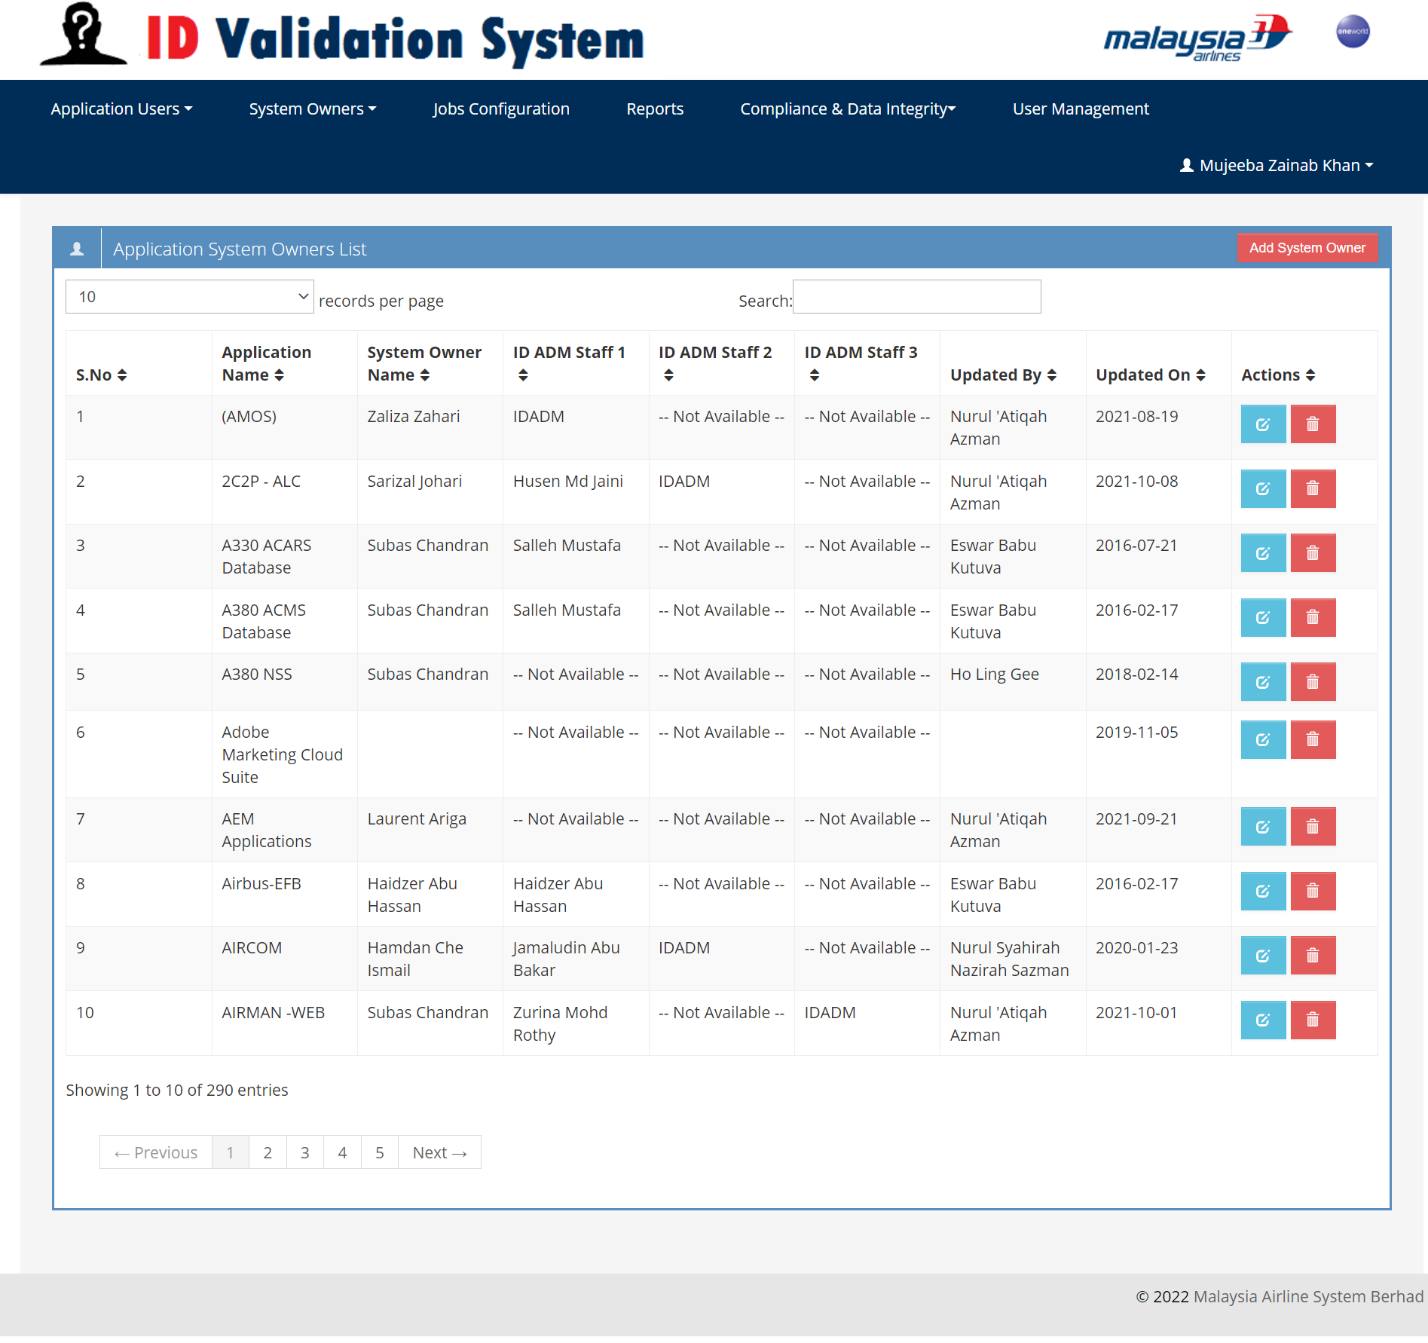 ID Validation System
malaysia
airlines
oneworld
Application Users
System Owners
Jobs Configuration
Reports
Compliance & Data Integrity
User Management
Mujeeba Zainab Khan
Application System Owners List
Add System Owner
10 records per page
Search:
S.No Application Name System Owner Name ID ADM Staff 1 ID ADM Staff 2 ID ADM Staff 3 Updated By Updated On Actions
1 (AMOS) Zaliza Zahari IDADM -- Not Available -- -- Not Available -- Nurul 'Atiqah Azman 2021-08-19
2 2C2P - ALC Sarizal Johari Husen Md Jaini IDADM -- Not Available -- Nurul 'Atiqah Azman 2021-10-08
3 A330 ACARS Database Subas Chandran Salleh Mustafa -- Not Available -- -- Not Available -- Eswar Babu Kutuva 2016-07-21
4 A380 ACMS Database Subas Chandran Salleh Mustafa -- Not Available -- -- Not Available -- Eswar Babu Kutuva 2016-02-17
5 A380 NSS Subas Chandran -- Not Available -- -- Not Available -- -- Not Available -- Ho Ling Gee 2018-02-14
6 Adobe Marketing Cloud Suite -- Not Available -- -- Not Available -- -- Not Available -- 2019-11-05
7 AEM Applications Laurent Ariga -- Not Available -- -- Not Available -- -- Not Available -- Nurul 'Atiqah Azman 2021-09-21
8 Airbus-EFB Haidzer Abu Hassan Haidzer Abu Hassan -- Not Available -- -- Not Available -- Eswar Babu Kutuva 2016-02-17
9 AIRCOM Hamdan Che Ismail Jamaludin Abu Bakar IDADM -- Not Available -- Nurul Syahirah Nazirah Sazman 2020-01-23
10 AIRMAN -WEB Subas Chandran Zurina Mohd Rothy -- Not Available -- IDADM Nurul 'Atiqah Azman 2021-10-01
Showing 1 to 10 of 290 entries
← Previous 1 2 3 4 5 Next →
© 2022 Malaysia Airline System Berhad